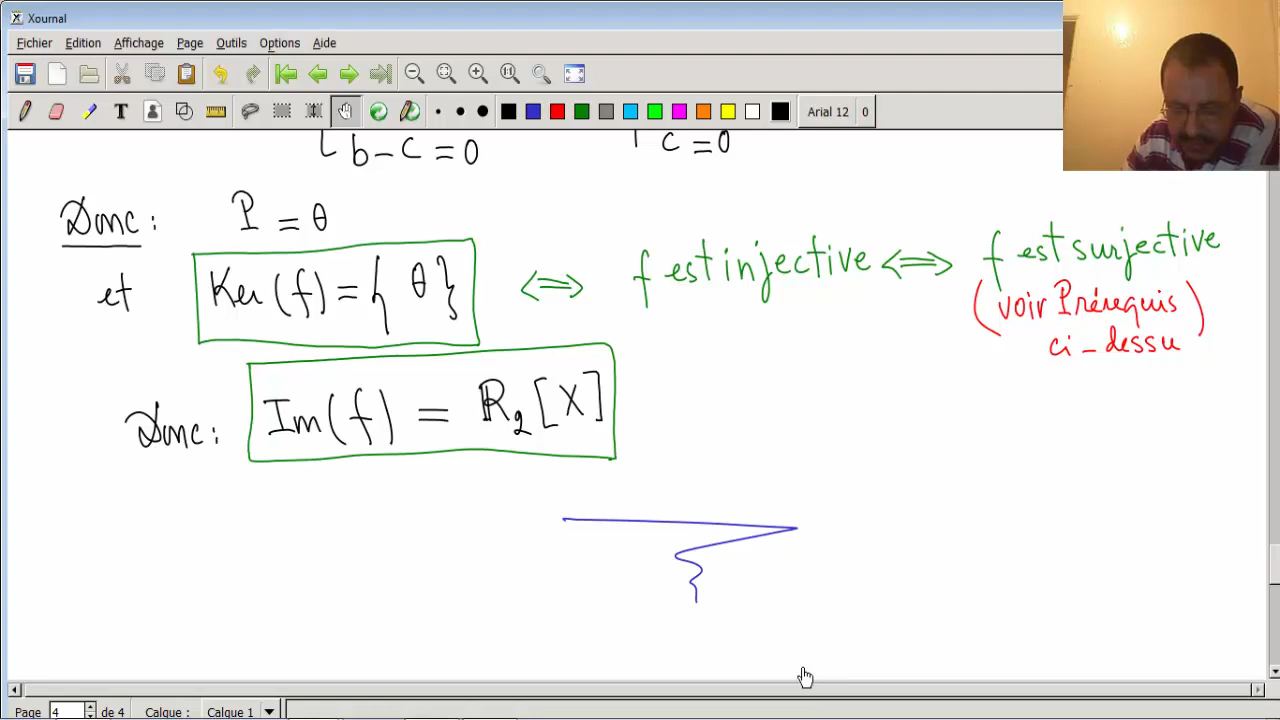 Xournal
Fichier Edition Affichage Page Outils Options Aide
Arial 12 0
b - c = 0
c = 0
Donc : P = θ
et Ker(f) = { θ } ⇔ f est injective ⇔ f est surjective
(voir Prérequis
ci-dessu)
Donc : Im(f) = ℝ₂[X]
Page 4 de 4 Calque : Calque 1